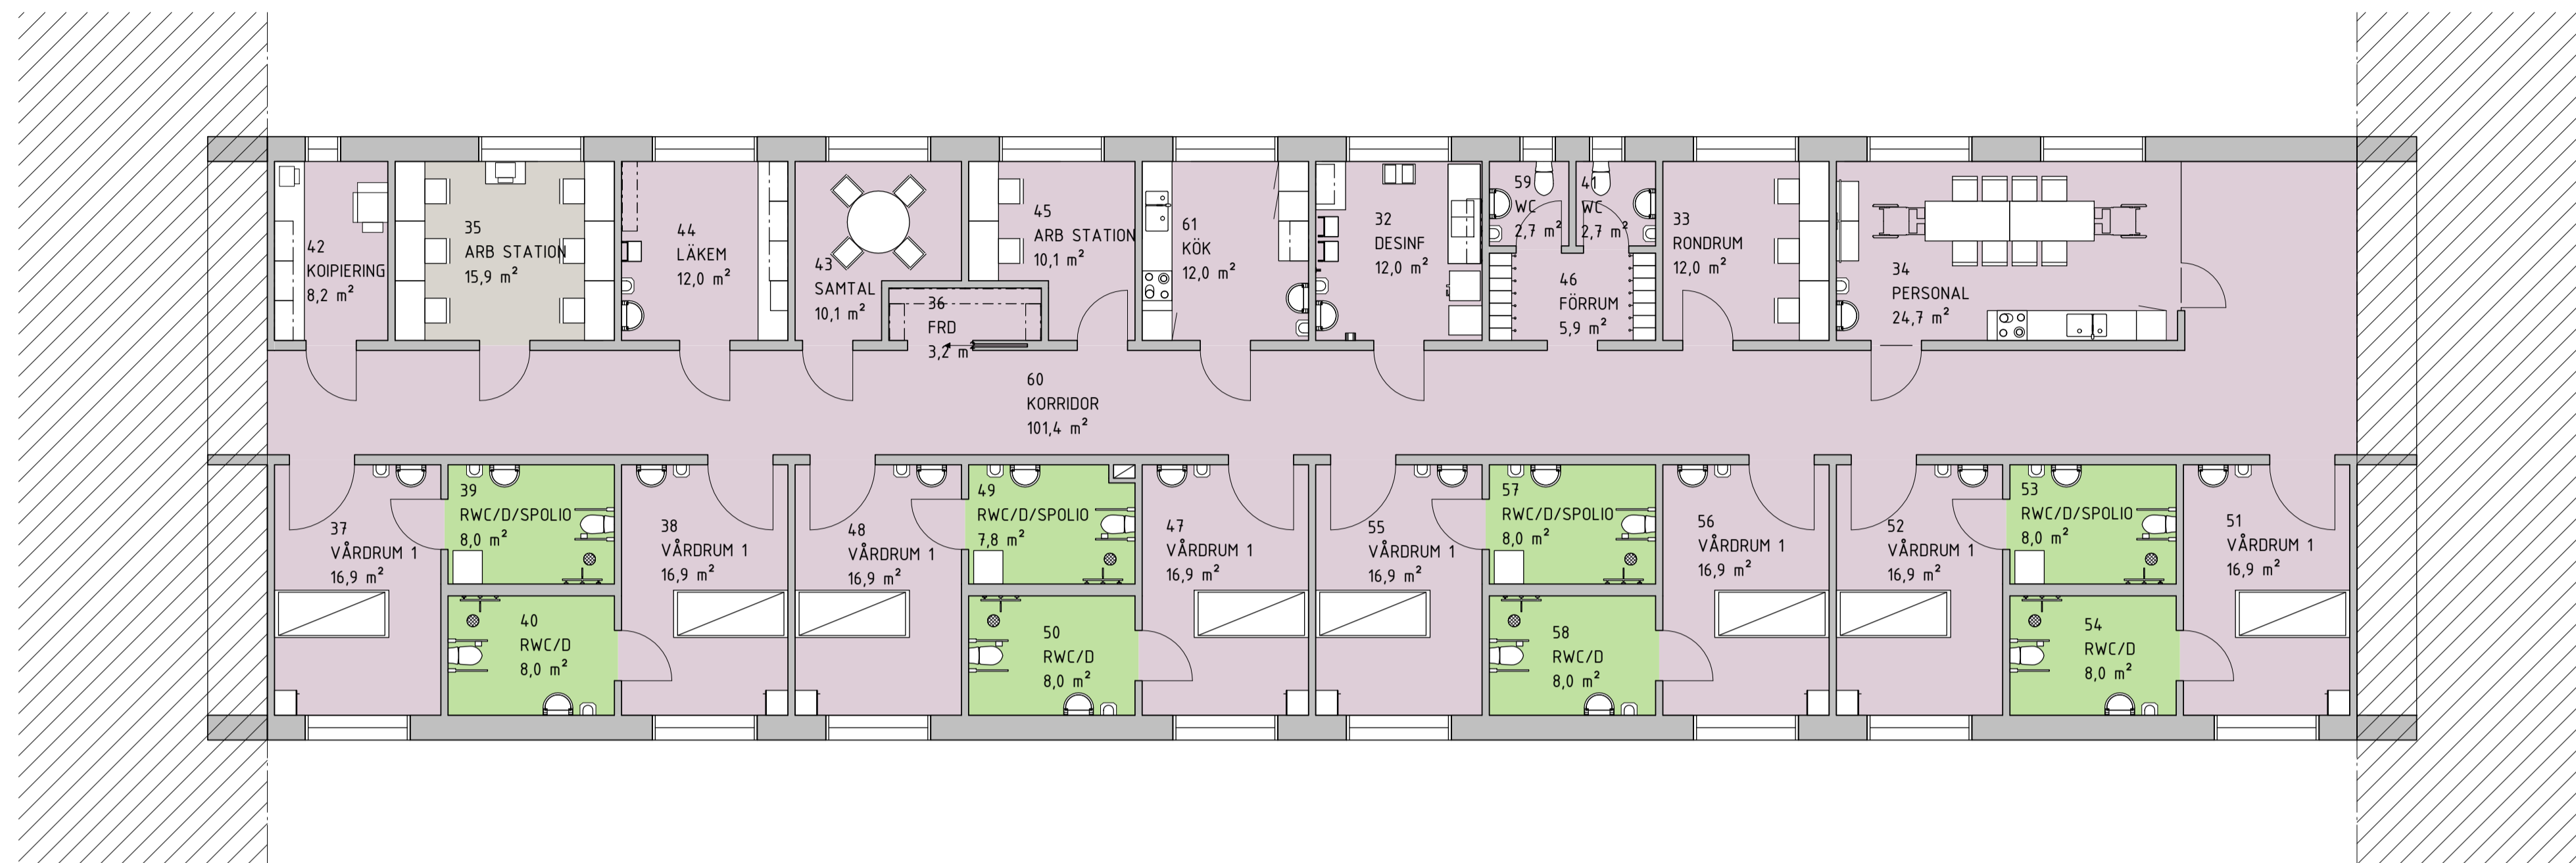 42
KOIPIERING
8,2 m²
35
ARB STATION
15,9 m²
44
LÄKEM
12,0 m²
43
SAMTAL
10,1 m²
36
FRD
3,2 m²
45
ARB STATION
10,1 m²
61
KÖK
12,0 m²
32
DESINF
12,0 m²
59
WC
2,7 m²
41
WC
2,7 m²
46
FÖRRUM
5,9 m²
33
RONDRUM
12,0 m²
34
PERSONAL
24,7 m²
60
KORRIDOR
101,4 m²
37
VÅRDRUM 1
16,9 m²
39
RWC/D/SPOLIO
8,0 m²
40
RWC/D
8,0 m²
38
VÅRDRUM 1
16,9 m²
48
VÅRDRUM 1
16,9 m²
49
RWC/D/SPOLIO
7,8 m²
50
RWC/D
8,0 m²
47
VÅRDRUM 1
16,9 m²
55
VÅRDRUM 1
16,9 m²
57
RWC/D/SPOLIO
8,0 m²
58
RWC/D
8,0 m²
56
VÅRDRUM 1
16,9 m²
52
VÅRDRUM 1
16,9 m²
53
RWC/D/SPOLIO
8,0 m²
54
RWC/D
8,0 m²
51
VÅRDRUM 1
16,9 m²